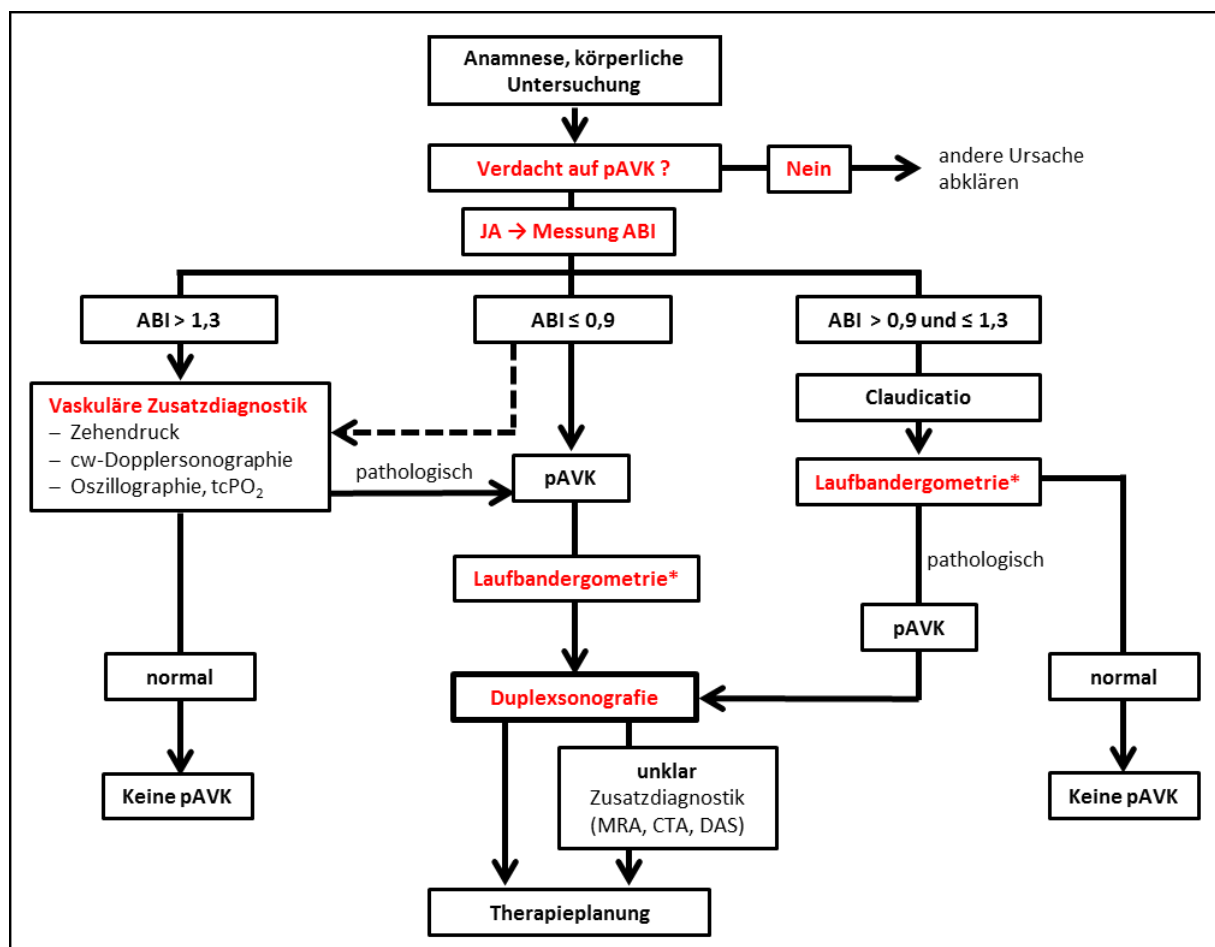 Anamnese, körperliche
Untersuchung
Verdacht auf pAVK ?
Nein
andere Ursache
abklären
JA → Messung ABI
ABI > 1,3
ABI ≤ 0,9
ABI > 0,9 und ≤ 1,3
Vaskuläre Zusatzdiagnostik
– Zehendruck
– cw-Dopplersonographie
– Oszillographie, tcPO₂
pathologisch
pAVK
Claudicatio
Laufbandergometrie*
Laufbandergometrie*
pathologisch
pAVK
normal
Duplexsonografie
normal
unklar
Zusatzdiagnostik
(MRA, CTA, DAS)
Keine pAVK
Keine pAVK
Therapieplanung